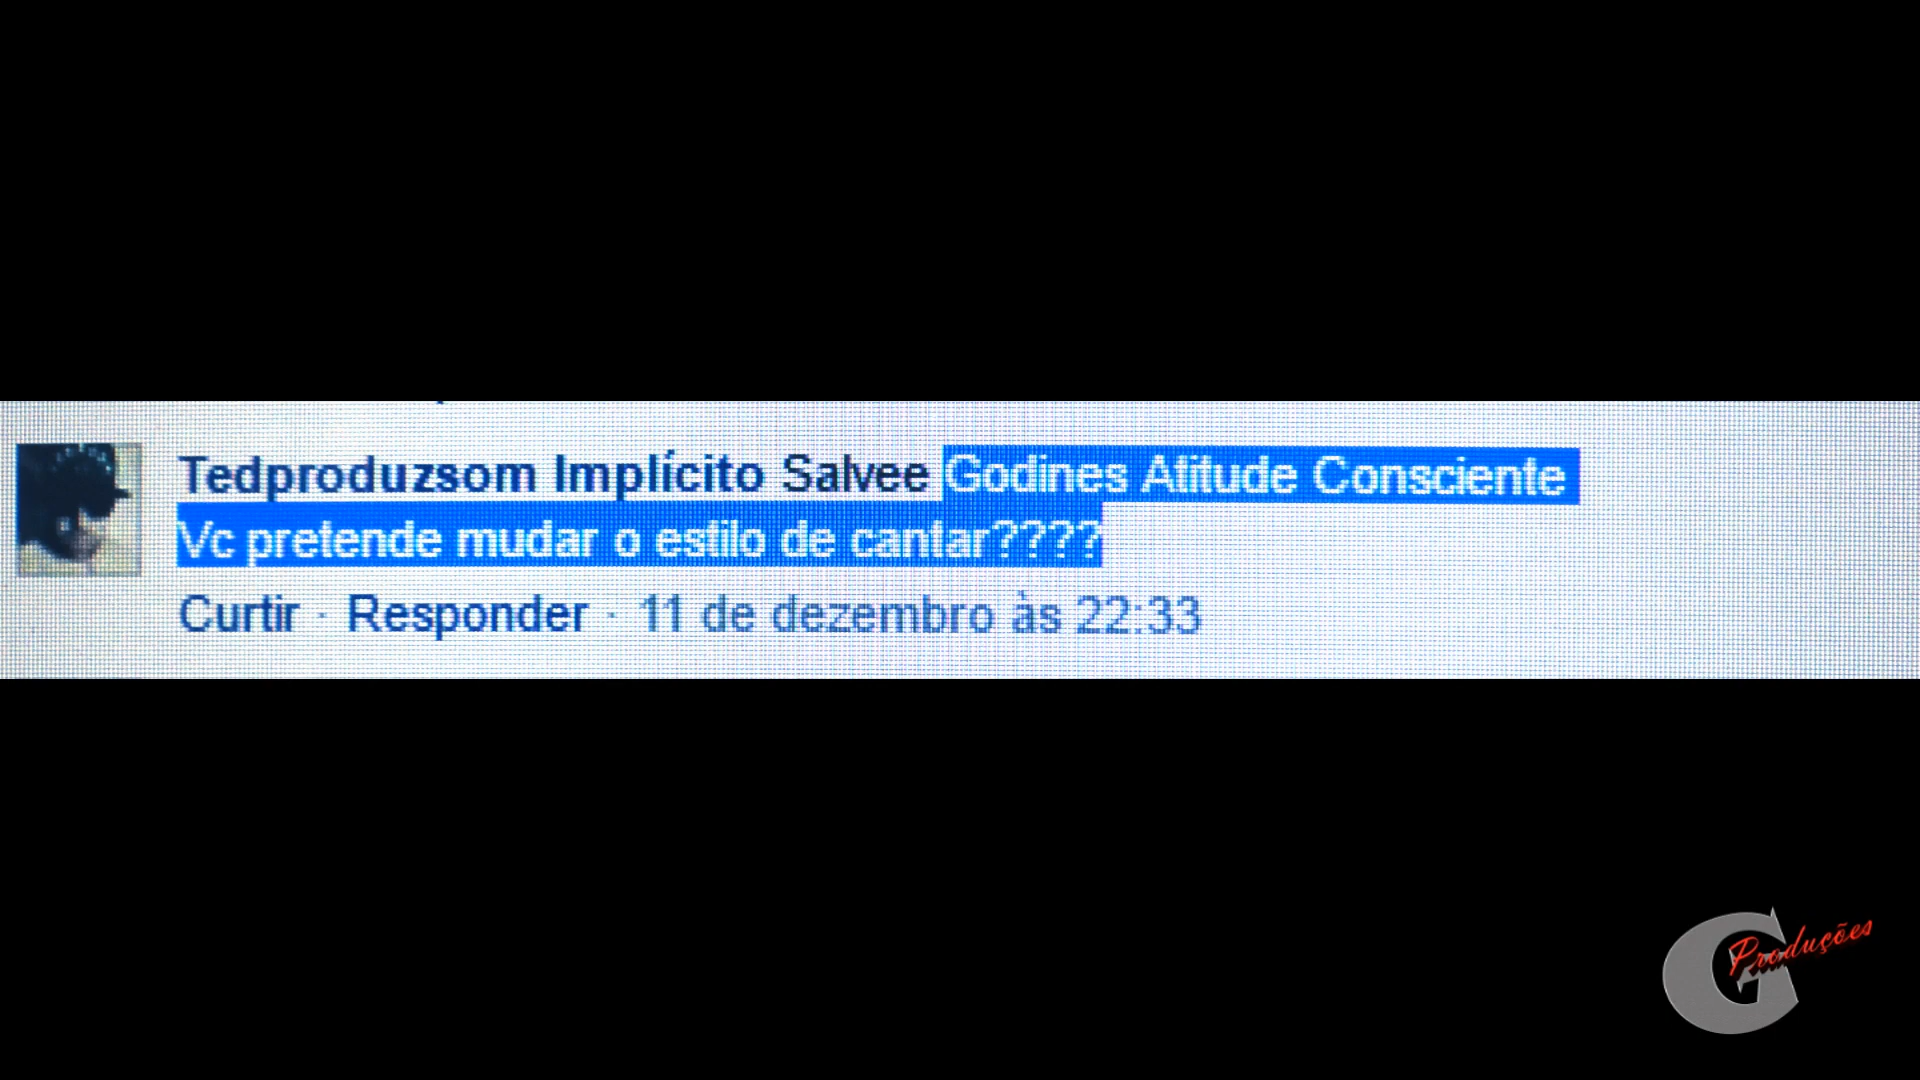 Tedproduzsom Implícito Salvee Godines Atitude Consciente
Vc pretende mudar o estilo de cantar????
Curtir · Responder · 11 de dezembro às 22:33
G Produções